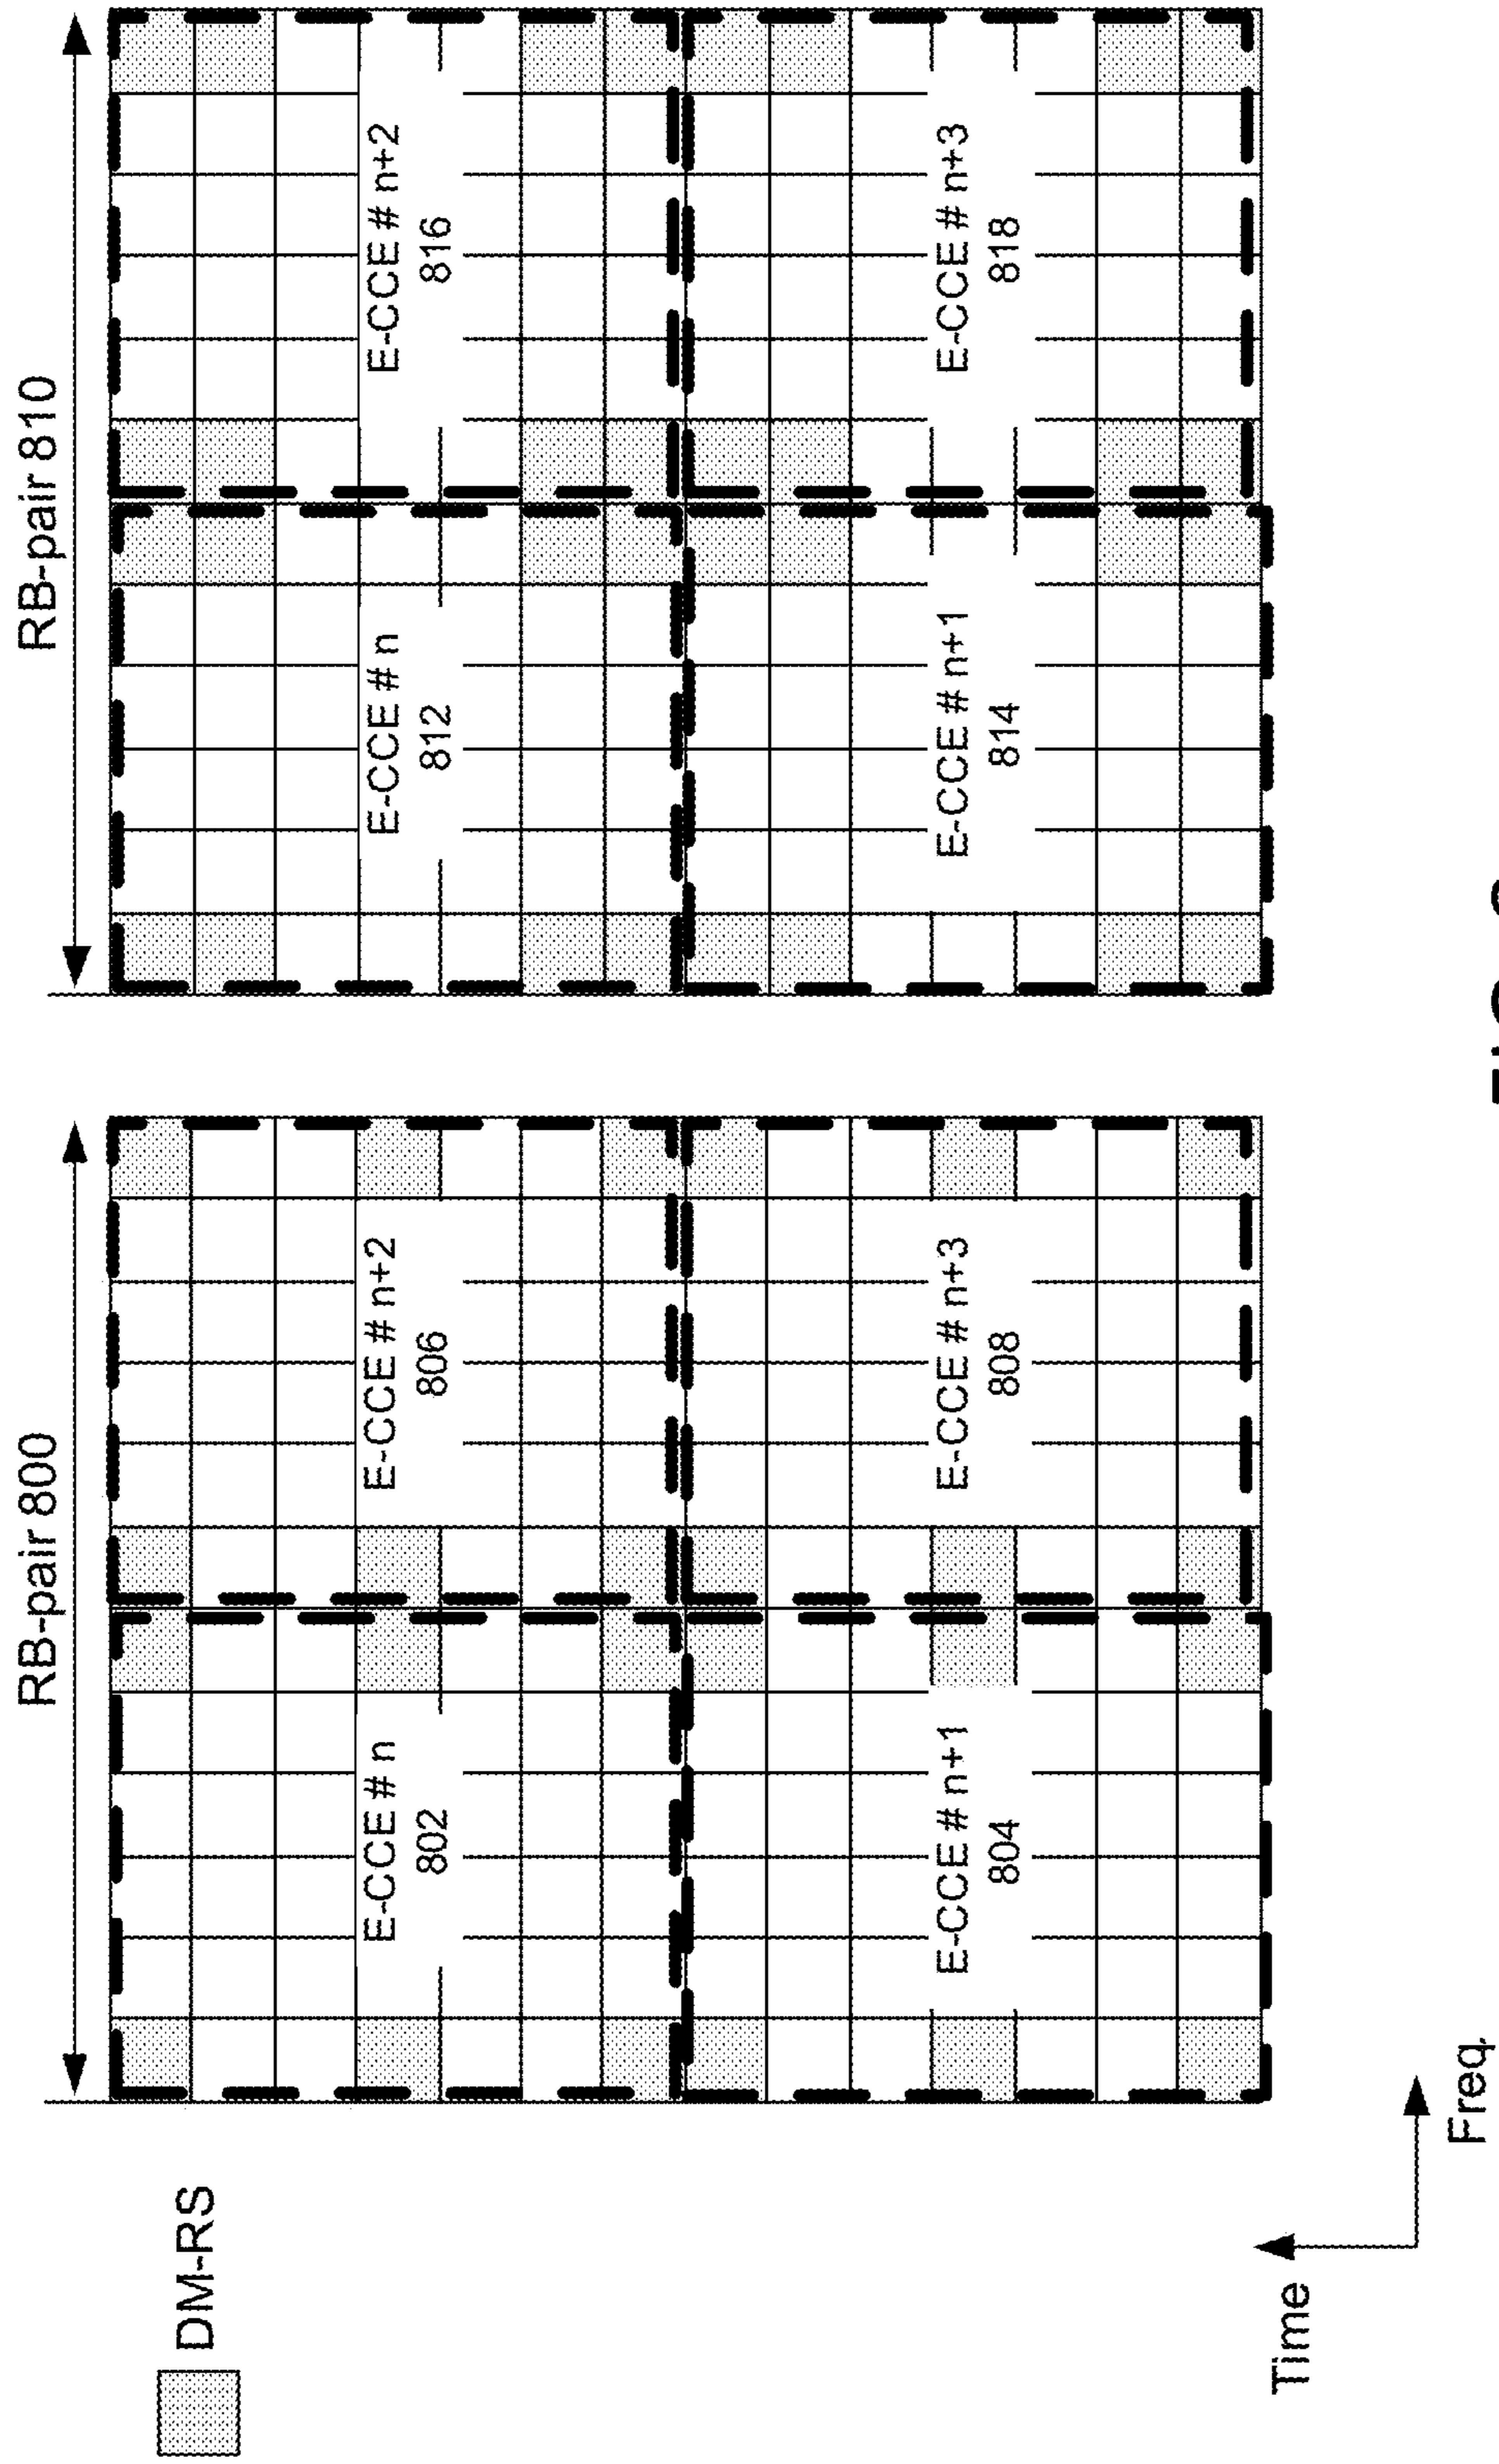 RB-pair 800
RB-pair 810
DM-RS
E-CCE # n
802
E-CCE # n+2
806
E-CCE # n
812
E-CCE # n+2
816
E-CCE # n+1
804
E-CCE # n+3
808
E-CCE # n+1
814
E-CCE # n+3
818
Time
Freq.